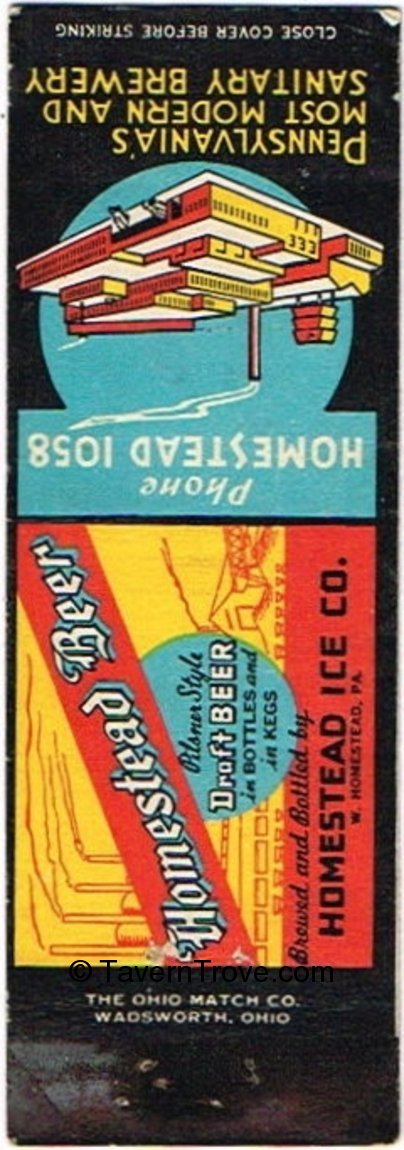 CLOSE COVER BEFORE STRIKING
PENNSYLVANIA'S
MOST MODERN AND
SANITARY BREWERY
Phone
HOMESTEAD 1058
Homestead Beer
Pilsner Style
Draft BEER
in BOTTLES and
in KEGS
Brewed and Bottled by
HOMESTEAD ICE CO.
W. HOMESTEAD, PA.
© TavernTrove.com
THE OHIO MATCH CO.
WADSWORTH, OHIO